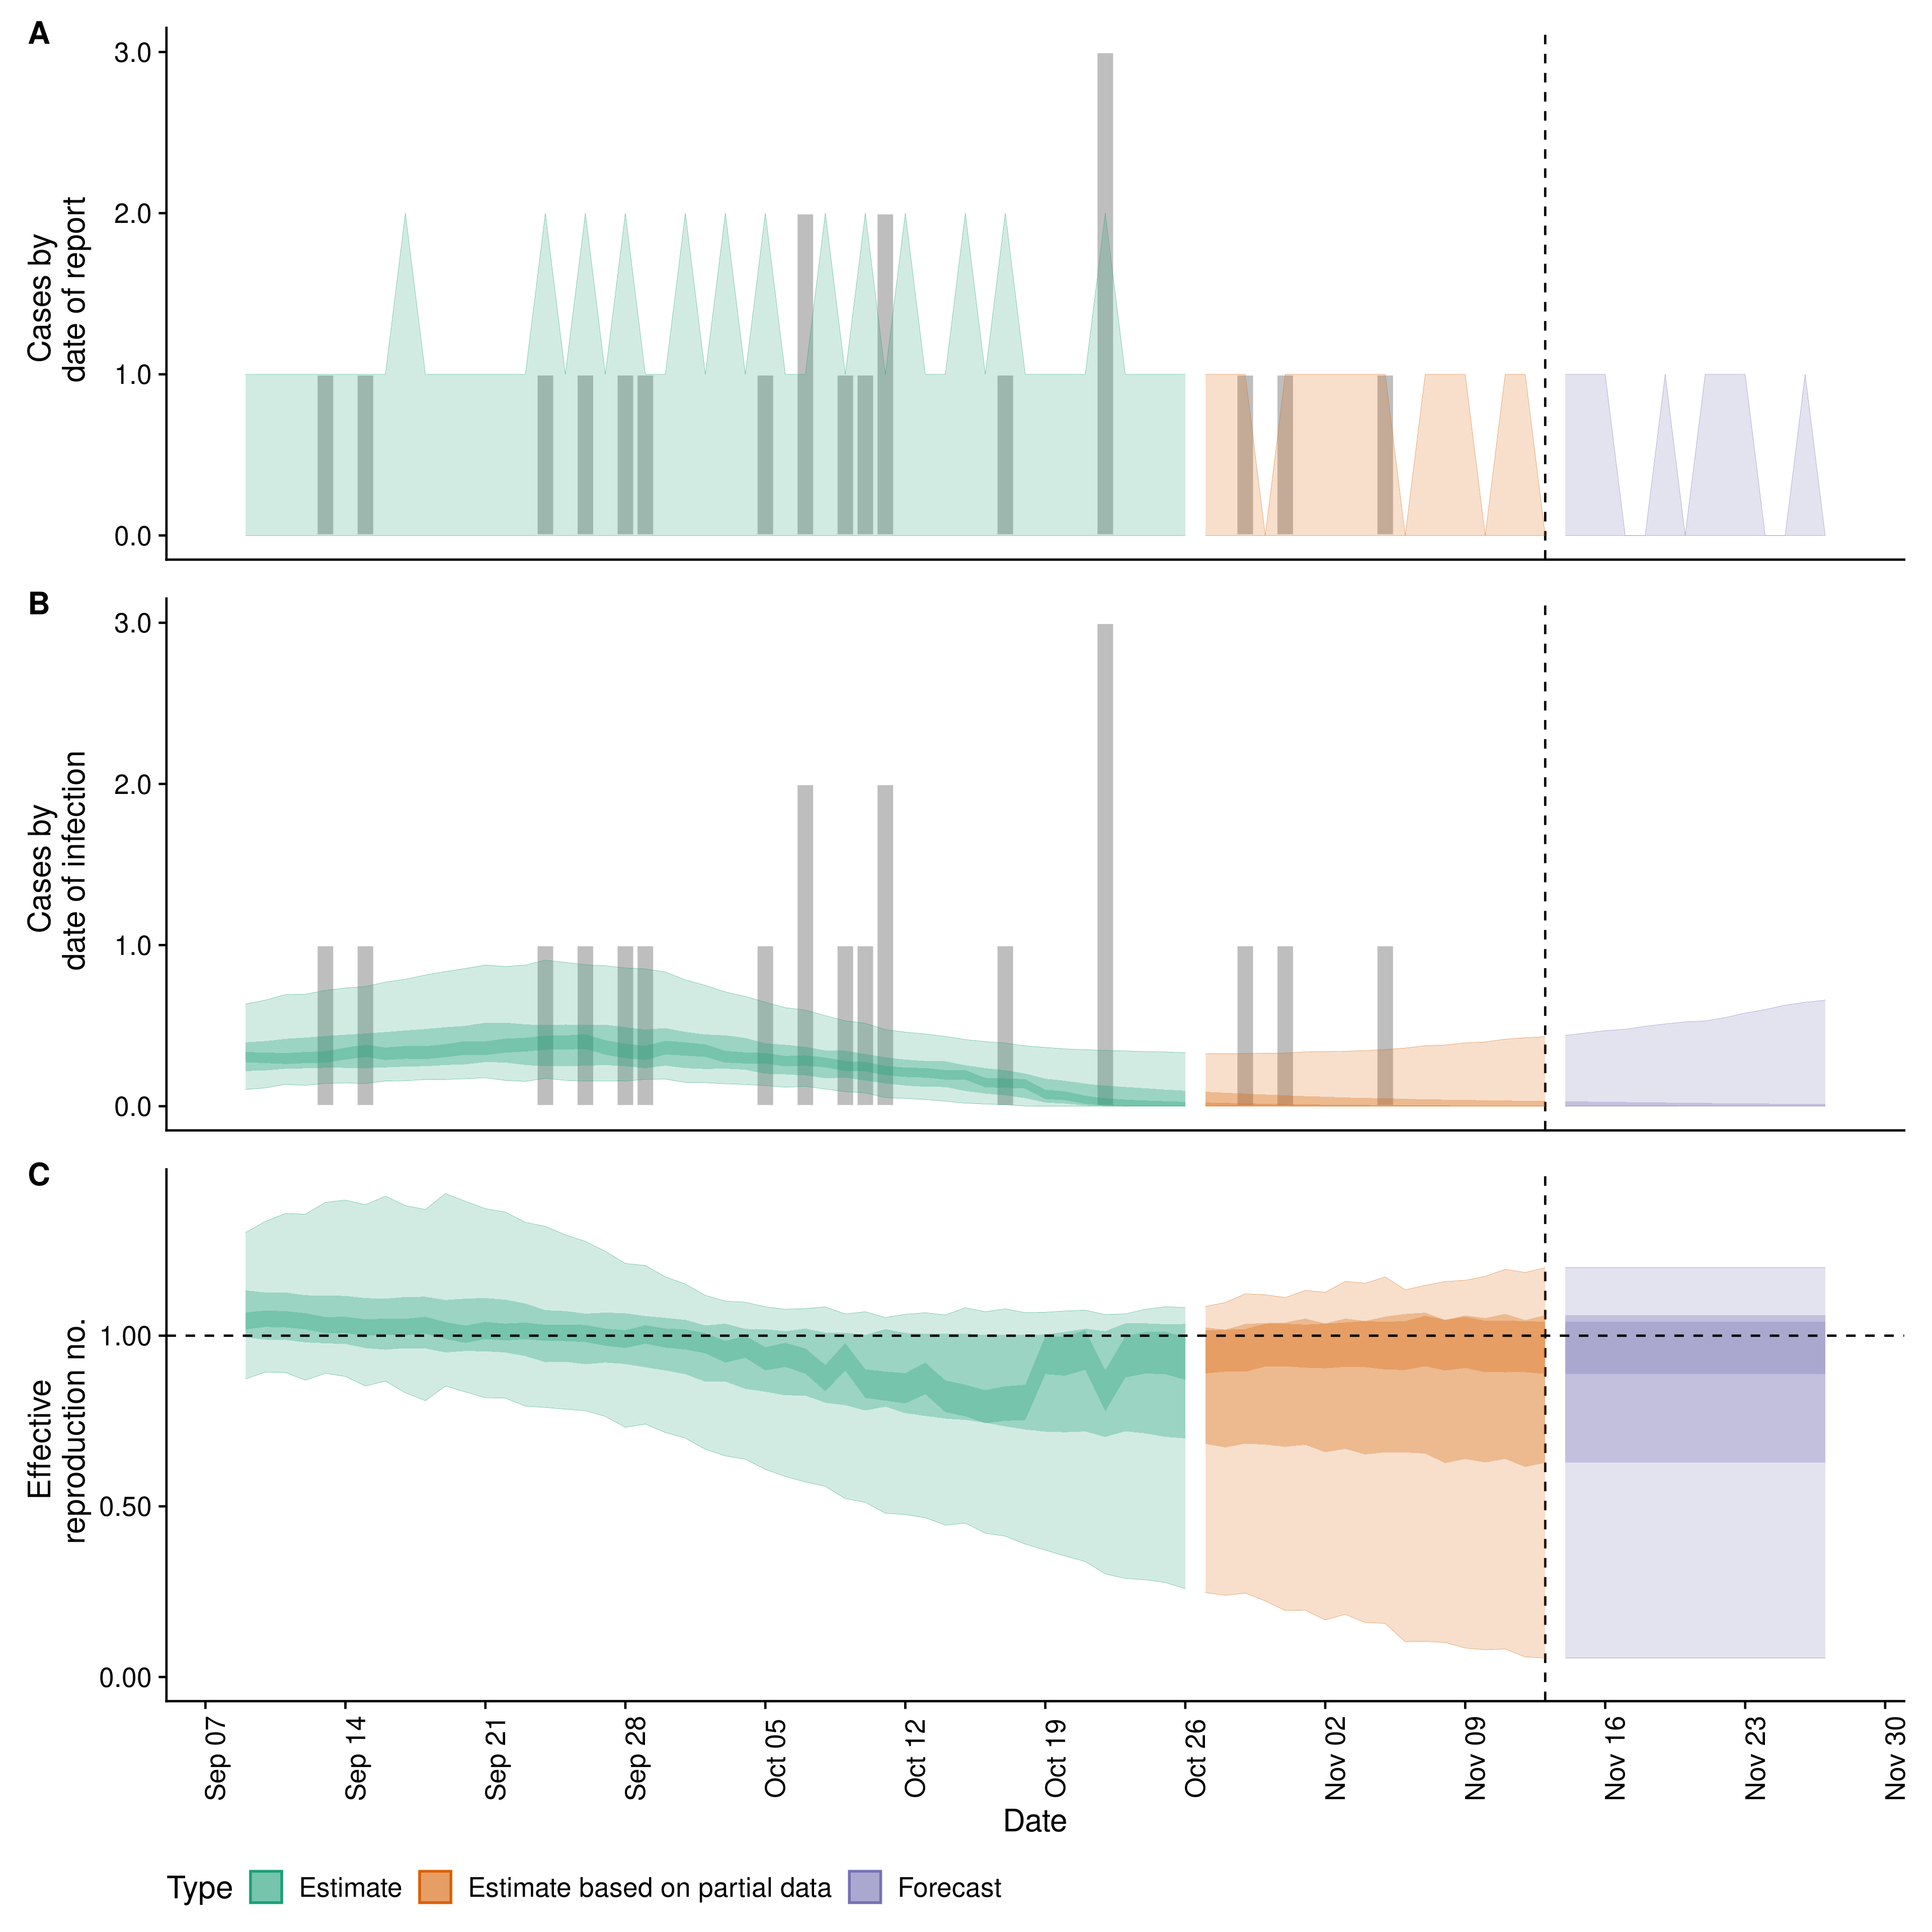 A
Cases by
date of report
3.0
2.0
1.0
0.0
B
Cases by
date of infection
3.0
2.0
1.0
0.0
C
Effective
reproduction no.
1.00
0.50
0.00
Sep 07
Sep 14
Sep 21
Sep 28
Oct 05
Oct 12
Oct 19
Oct 26
Nov 02
Nov 09
Nov 16
Nov 23
Nov 30
Date
Type Estimate Estimate based on partial data Forecast